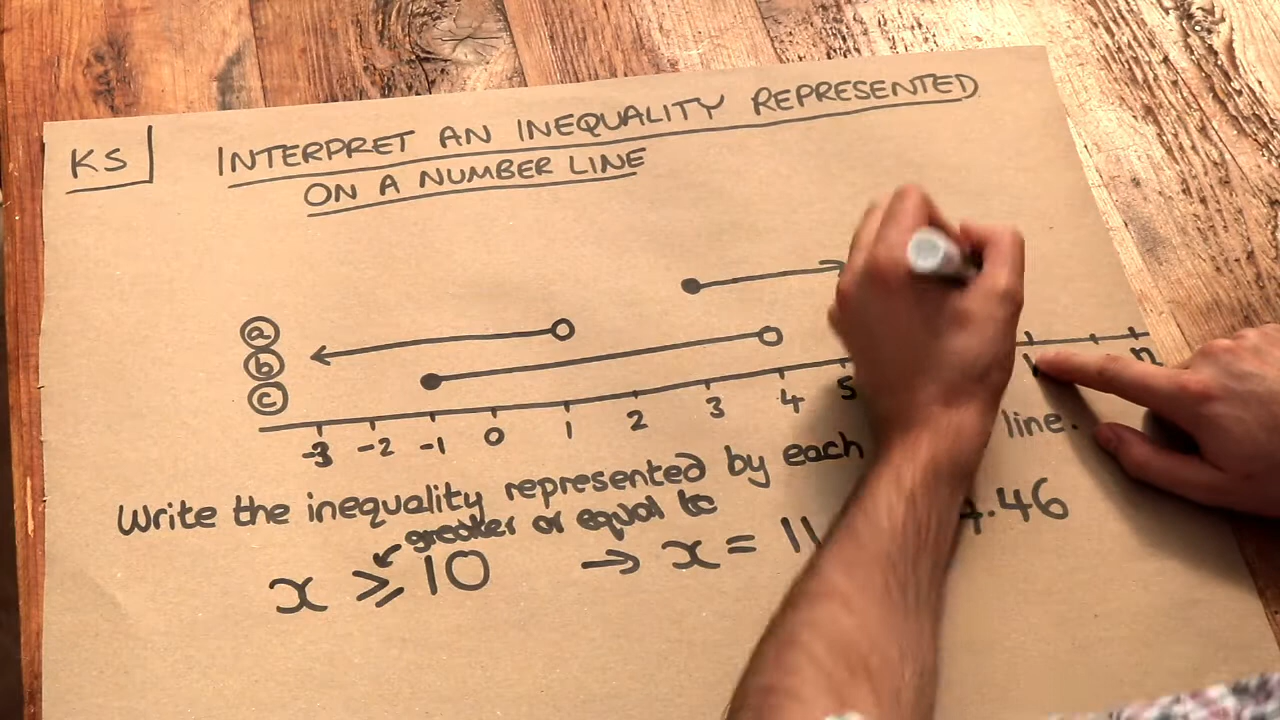 KS
INTERPRET AN INEQUALITY REPRESENTED
ON A NUMBER LINE
a
b
c
-3 -2 -1 0 1 2 3 4 5 n
Write the inequality represented by each line.
greater or equal to
x ≥ 10 → x = 11 .46